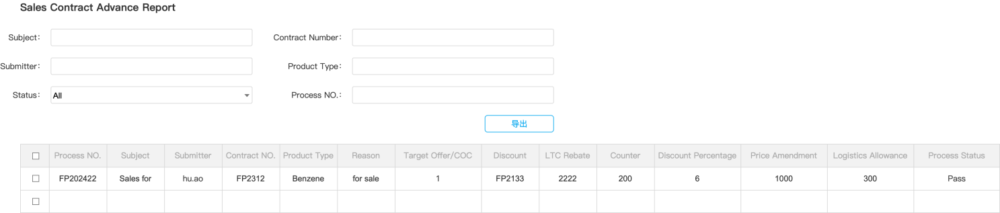 Sales Contract Advance Report
Subject: Contract Number:
Submitter: Product Type:
Status: All Process NO.:
导出
Process NO. Subject Submitter Contract NO. Product Type Reason Target Offer/COC Discount LTC Rebate Counter Discount Percentage Price Amendment Logistics Allowance Process Status
FP202422 Sales for hu.ao FP2312 Benzene for sale 1 FP2133 2222 200 6 1000 300 Pass